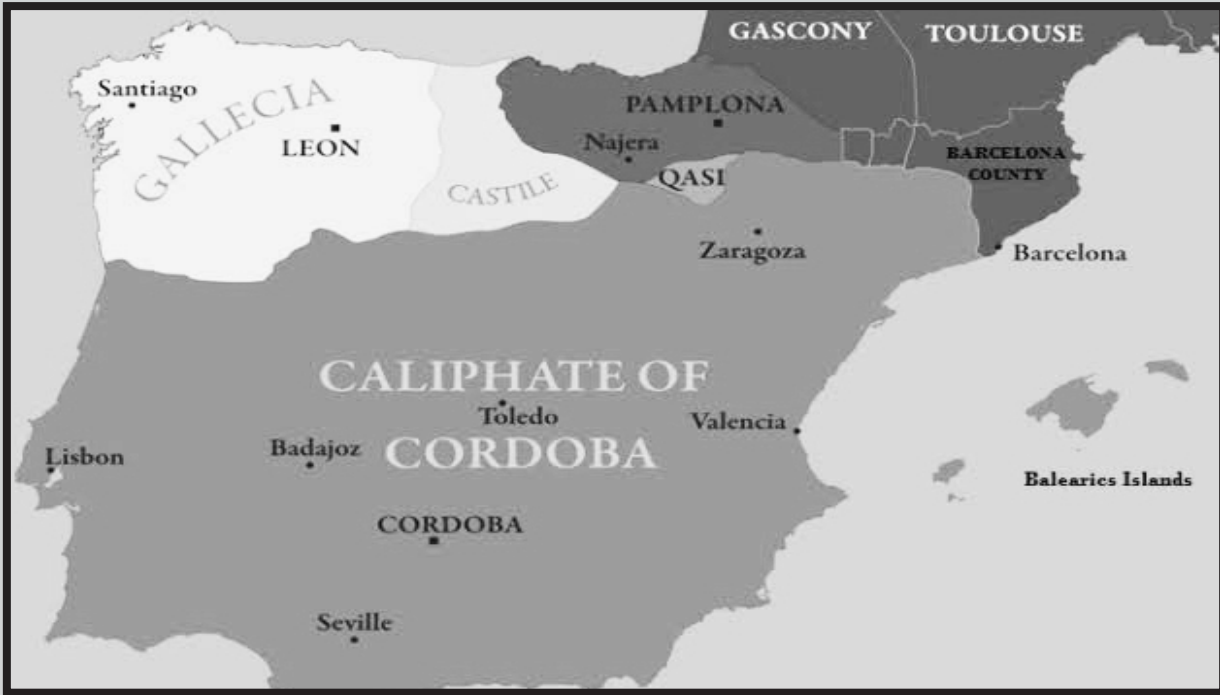 GASCONY
TOULOUSE
Santiago
GALLECIA
LEON
CASTILE
PAMPLONA
Najera
QASI
BARCELONA
COUNTY
Zaragoza
Barcelona
CALIPHATE OF
CORDOBA
Toledo
Valencia
Lisbon
Badajoz
Balearics Islands
CORDOBA
Seville